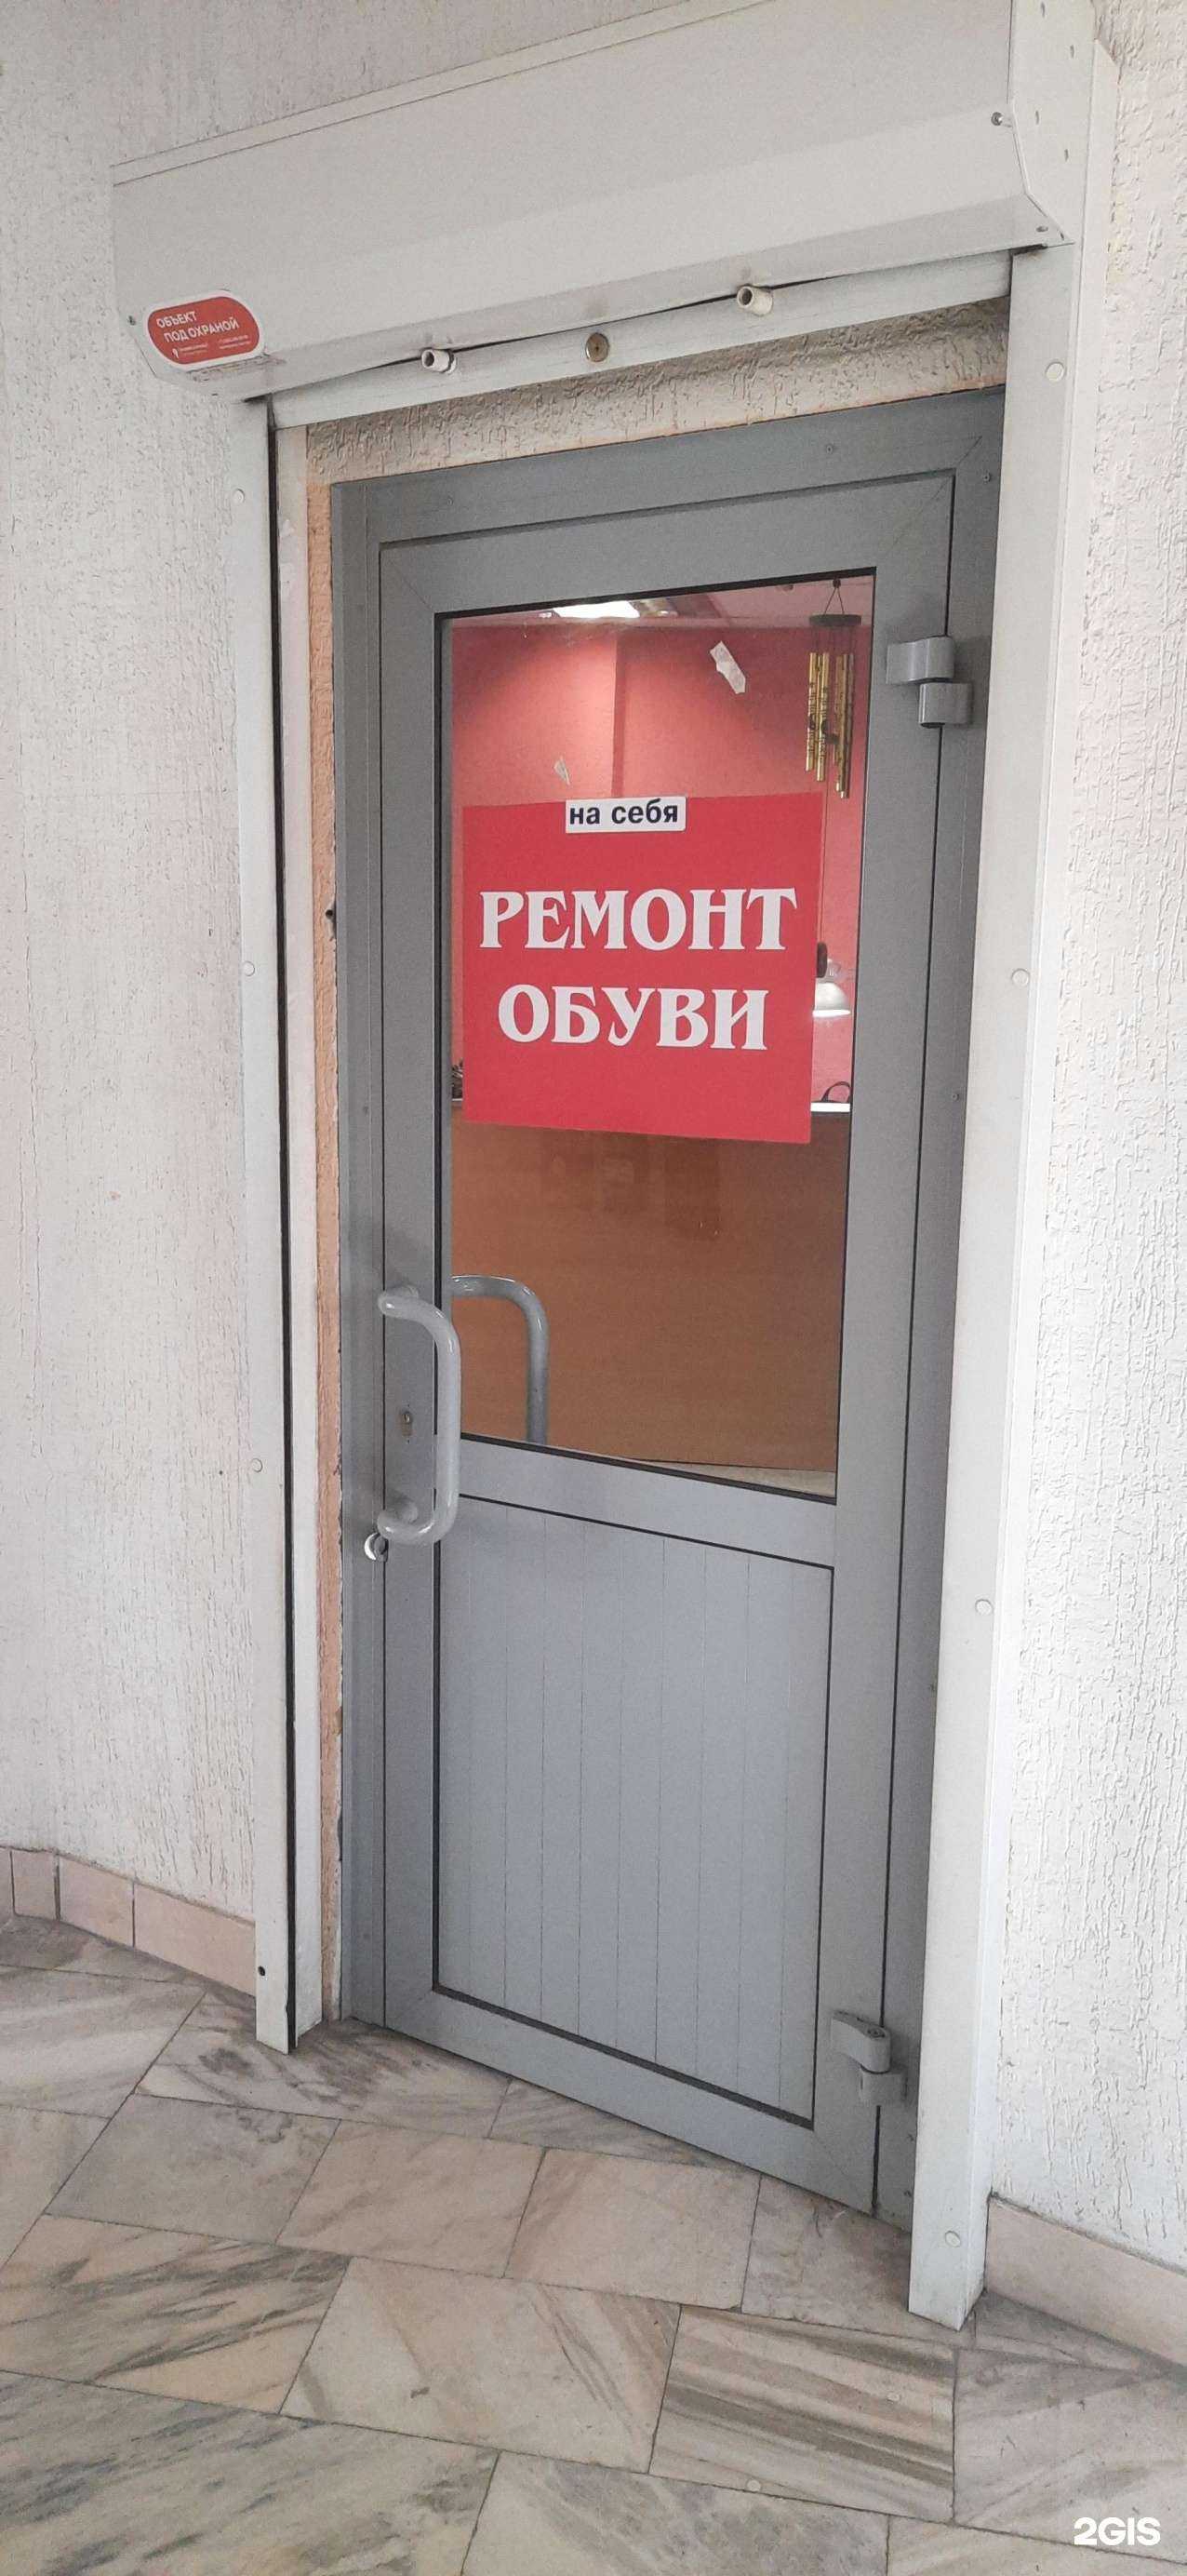 ОБЪЕКТ
ПОД ОХРАНОЙ
на себя
РЕМОНТ
ОБУВИ
2GIS